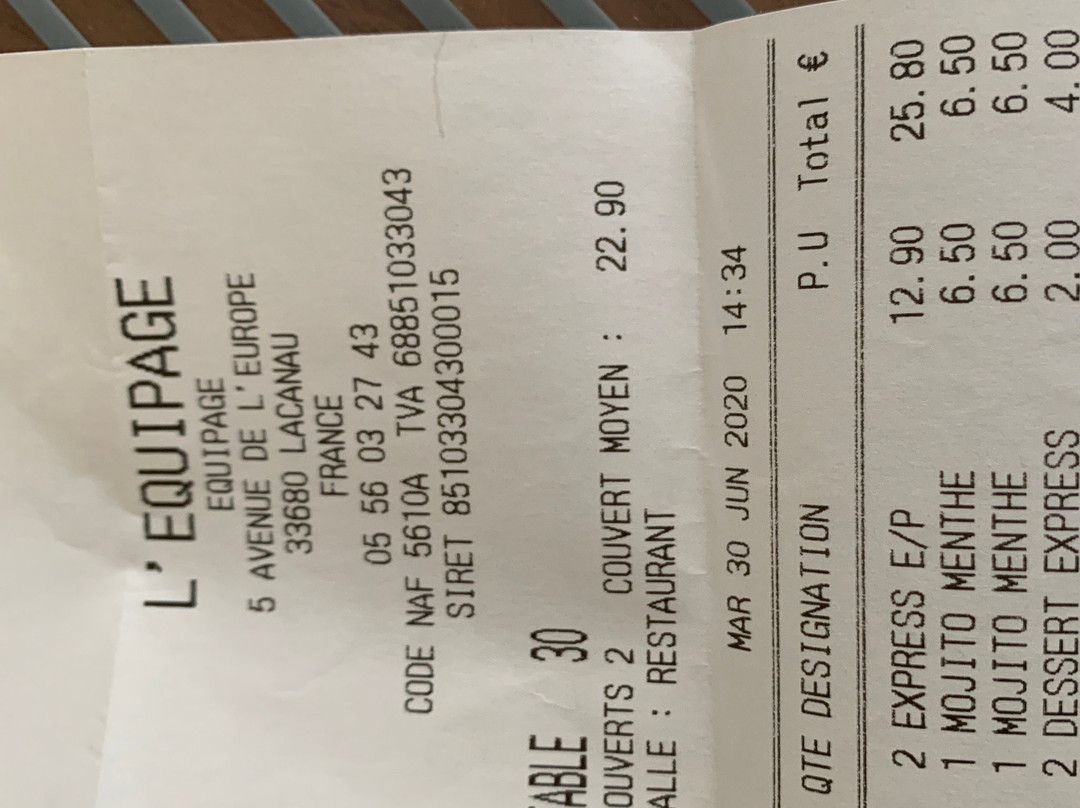 L'EQUIPAGE
EQUIPAGE
5 AVENUE DE L'EUROPE
33680 LACANAU
FRANCE
05 56 03 27 43
CODE NAF 5610A TVA 68851033043
SIRET 85103304300015
TABLE 30
OUVERTS 2 COUVERT MOYEN : 22.90
ALLE : RESTAURANT
MAR 30 JUN 2020 14:34
QTE DESIGNATION P.U Total €
2 EXPRESS E/P 12.90 25.80
1 MOJITO MENTHE 6.50 6.50
1 MOJITO MENTHE 6.50 6.50
2 DESSERT EXPRESS 2.00 4.00